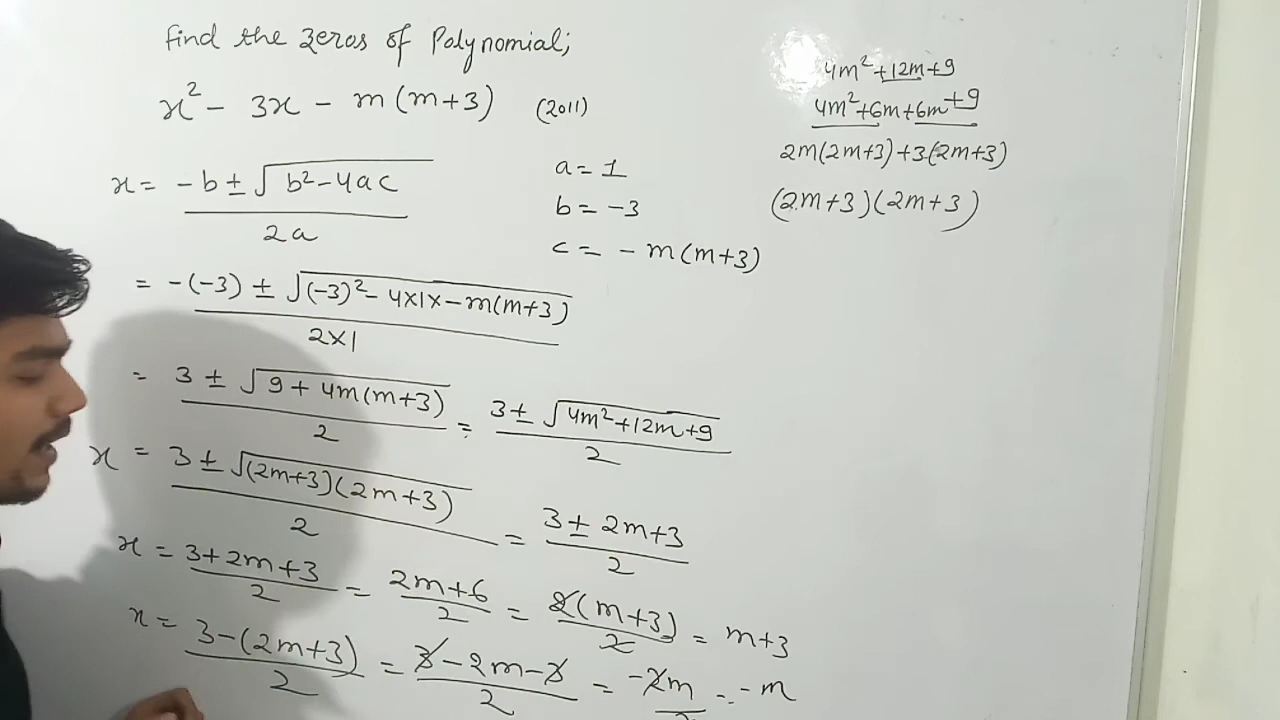 find the zeros of Polynomial;
x² - 3x - m(m+3) (2011)
x = -b ± √(b²-4ac) / 2a
a = 1
b = -3
c = - m(m+3)
= -(-3) ± √((-3)² - 4×1×-m(m+3)) / 2×1
= 3 ± √(9 + 4m(m+3)) / 2 = 3 ± √(4m²+12m+9) / 2
x = 3 ± √((2m+3)(2m+3)) / 2 = 3 ± 2m+3 / 2
x = 3+2m+3 / 2 = 2m+6 / 2 = 2(m+3) / 2 = m+3
x = 3-(2m+3) / 2 = 3-2m-3 / 2 = -2m / 2 = -m
4m²+12m+9
4m²+6m+6m+9
2m(2m+3)+3(2m+3)
(2m+3)(2m+3)